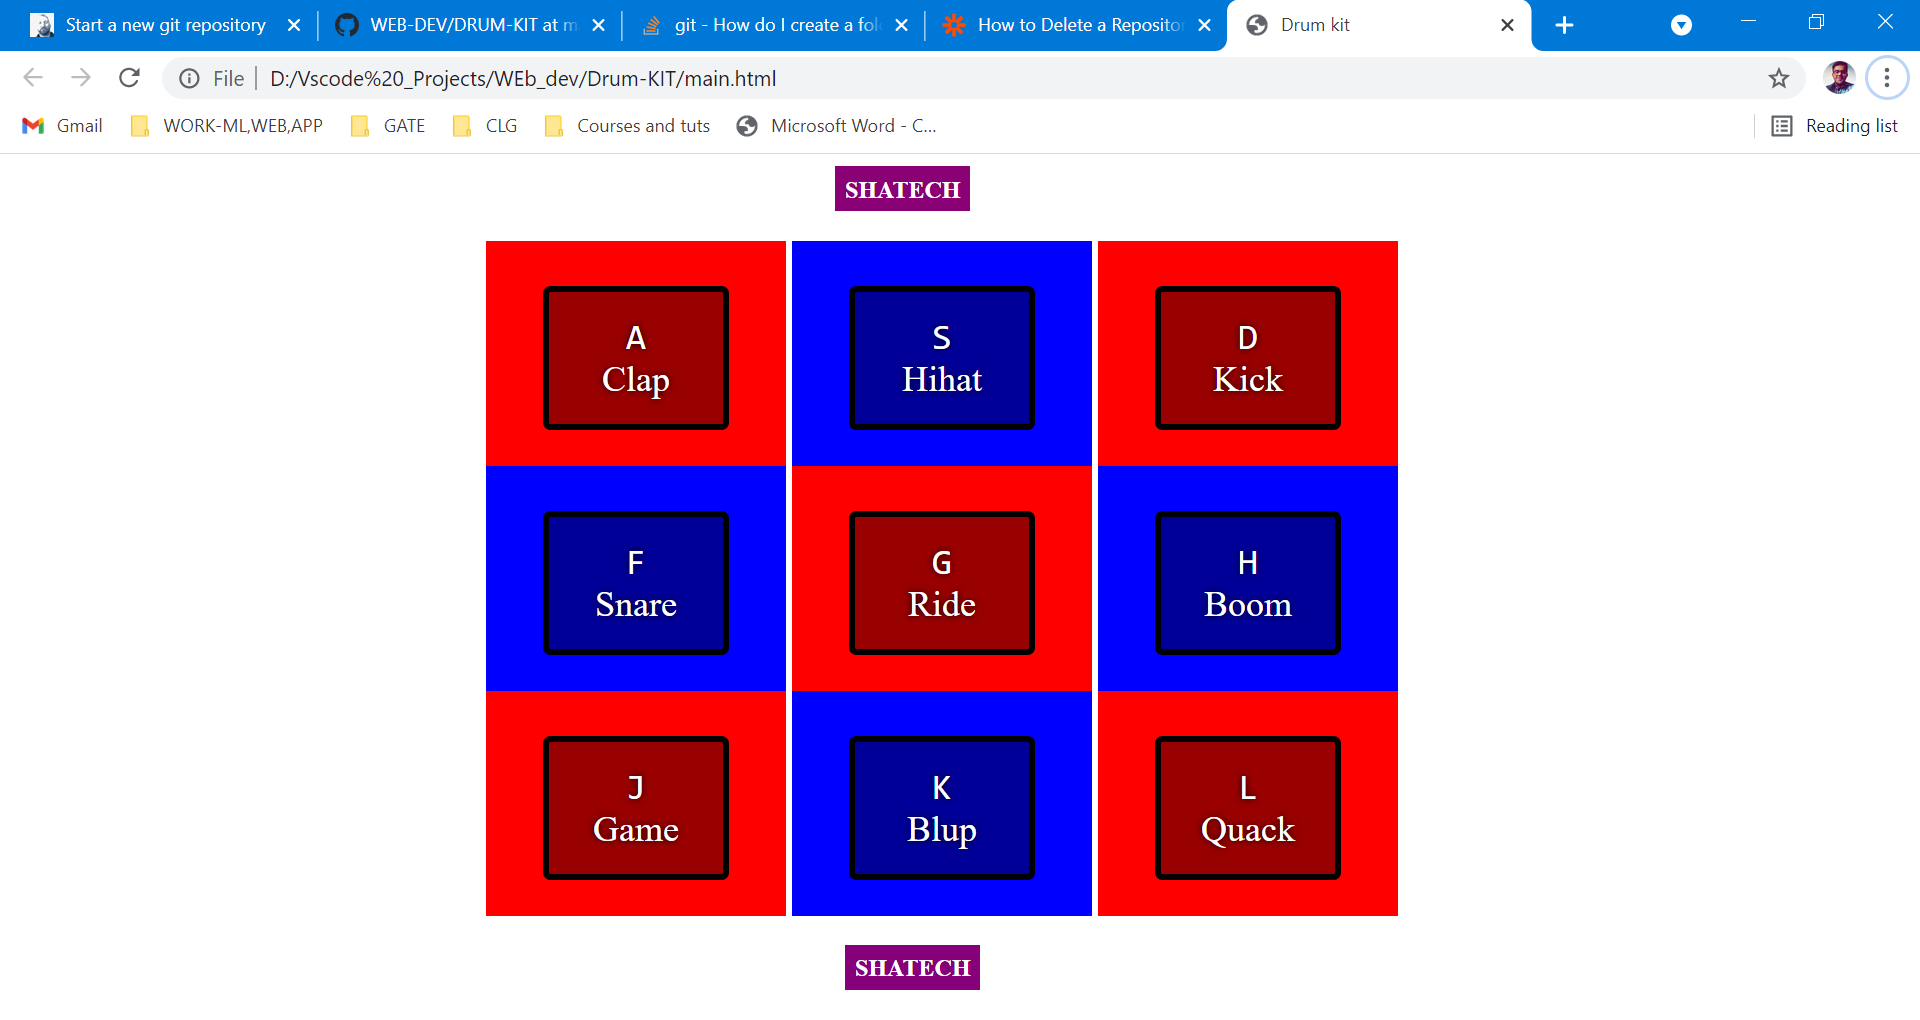 Start a new git repository
WEB-DEV/DRUM-KIT at m
git - How do I create a fol
How to Delete a Reposito
Drum kit
File
D:/Vscode%20_Projects/WEb_dev/Drum-KIT/main.html
Gmail
WORK-ML,WEB,APP
GATE
CLG
Courses and tuts
Microsoft Word - C...
Reading list
SHATECH
A
Clap
S
Hihat
D
Kick
F
Snare
G
Ride
H
Boom
J
Game
K
Blup
L
Quack
SHATECH